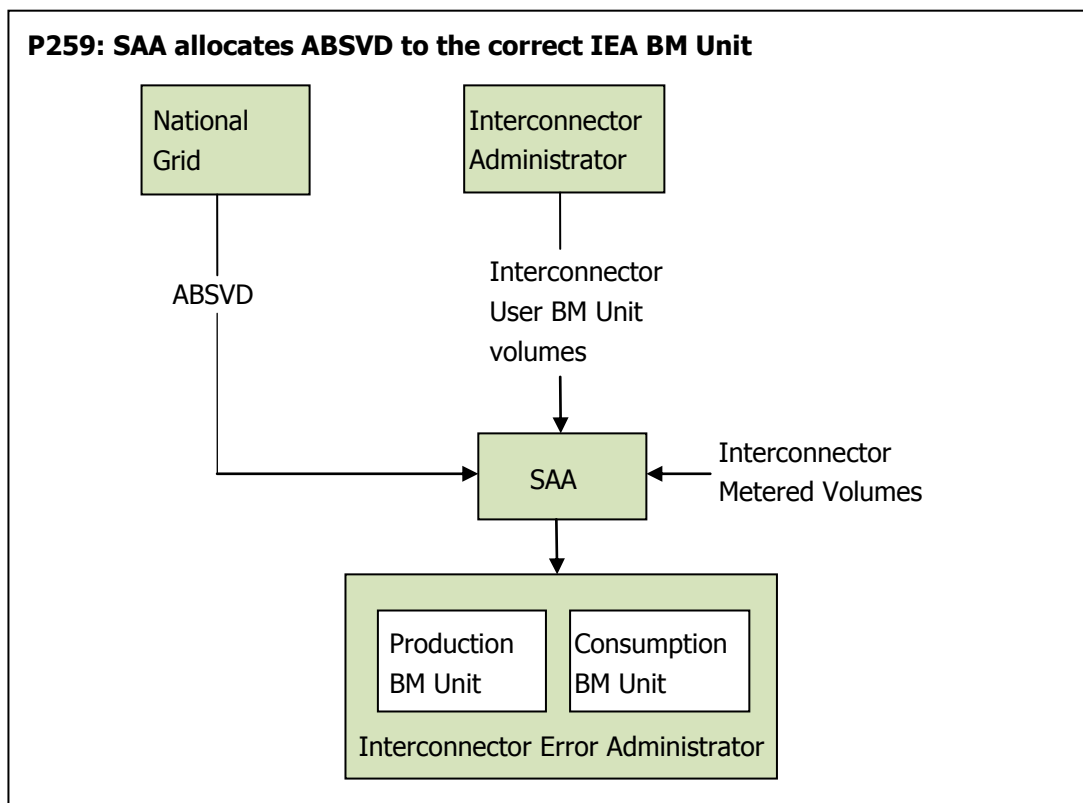 P259: SAA allocates ABSVD to the correct IEA BM Unit
National
Grid
Interconnector
Administrator
ABSVD
Interconnector
User BM Unit
volumes
SAA
Interconnector
Metered Volumes
Production
BM Unit
Consumption
BM Unit
Interconnector Error Administrator